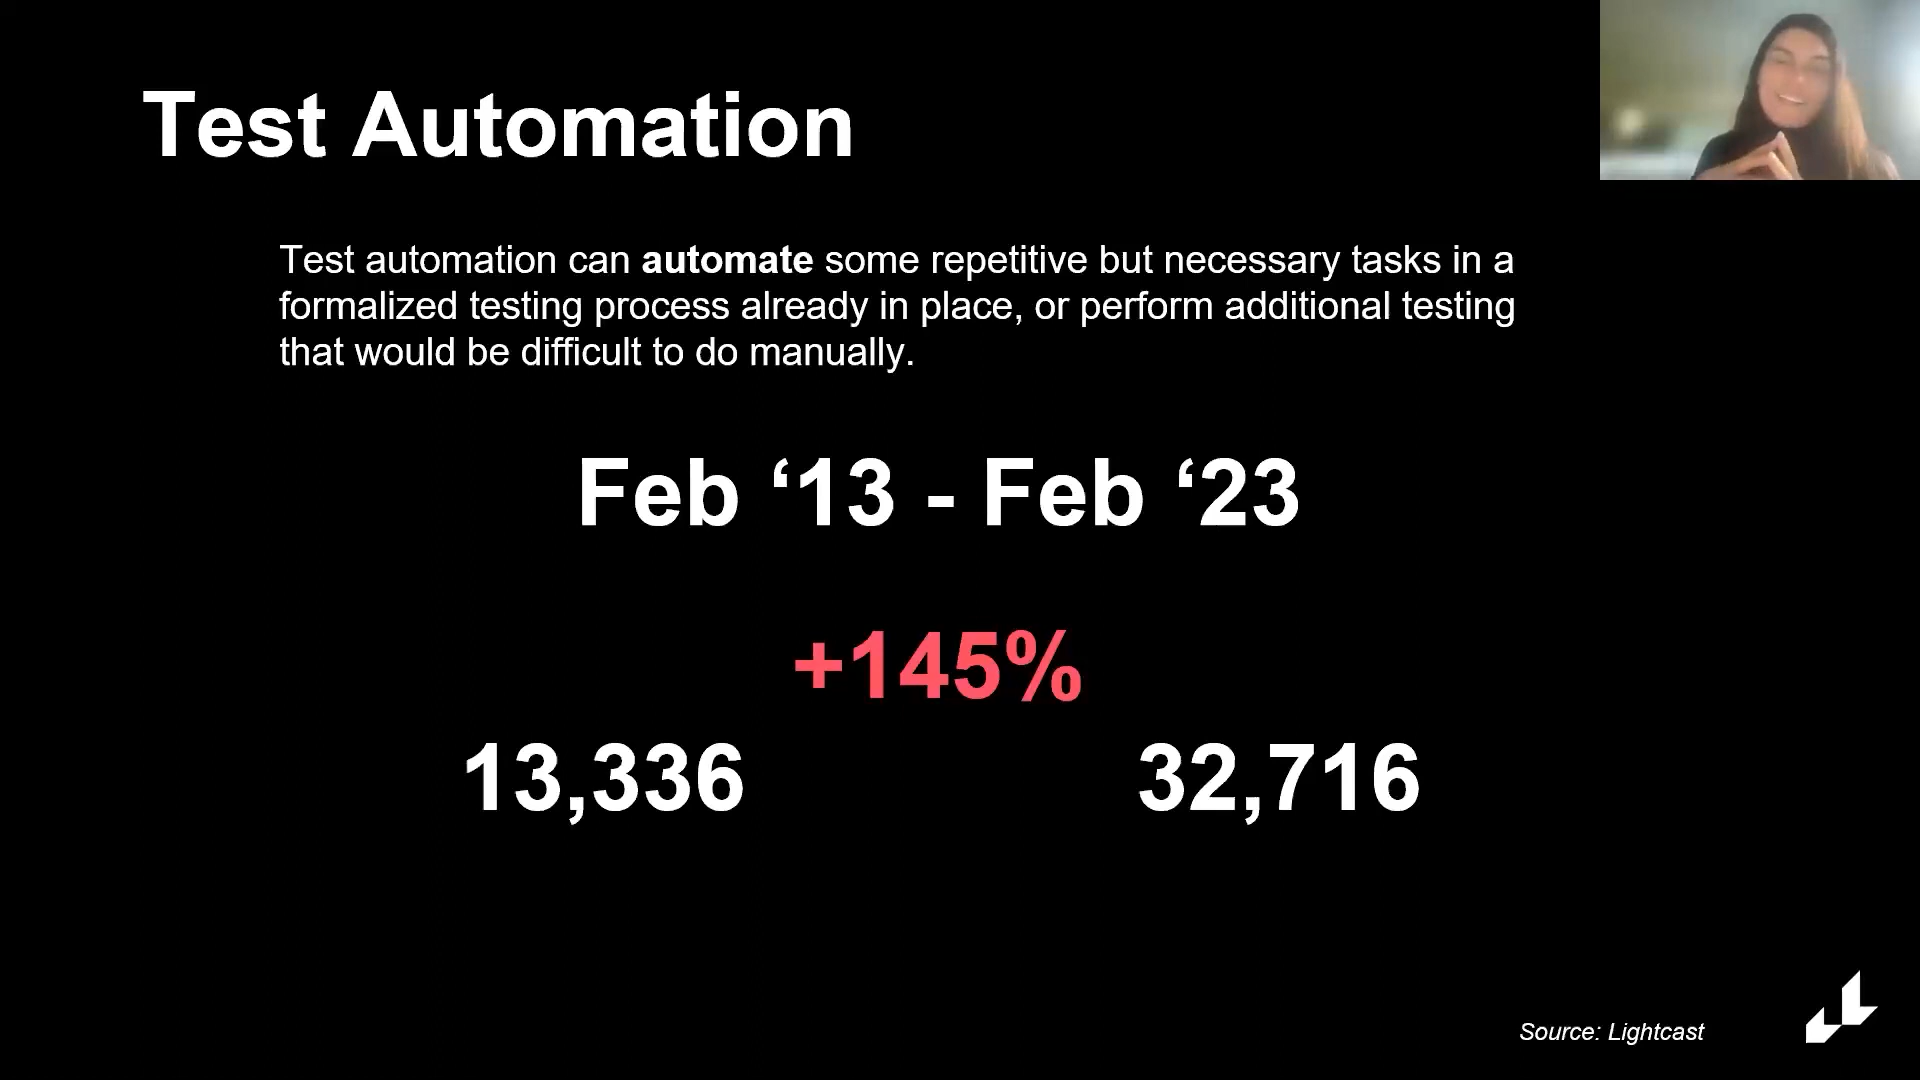 Test Automation
Test automation can automate some repetitive but necessary tasks in a
formalized testing process already in place, or perform additional testing
that would be difficult to do manually.
Feb ‘13 - Feb ‘23
+145%
13,336
32,716
Source: Lightcast